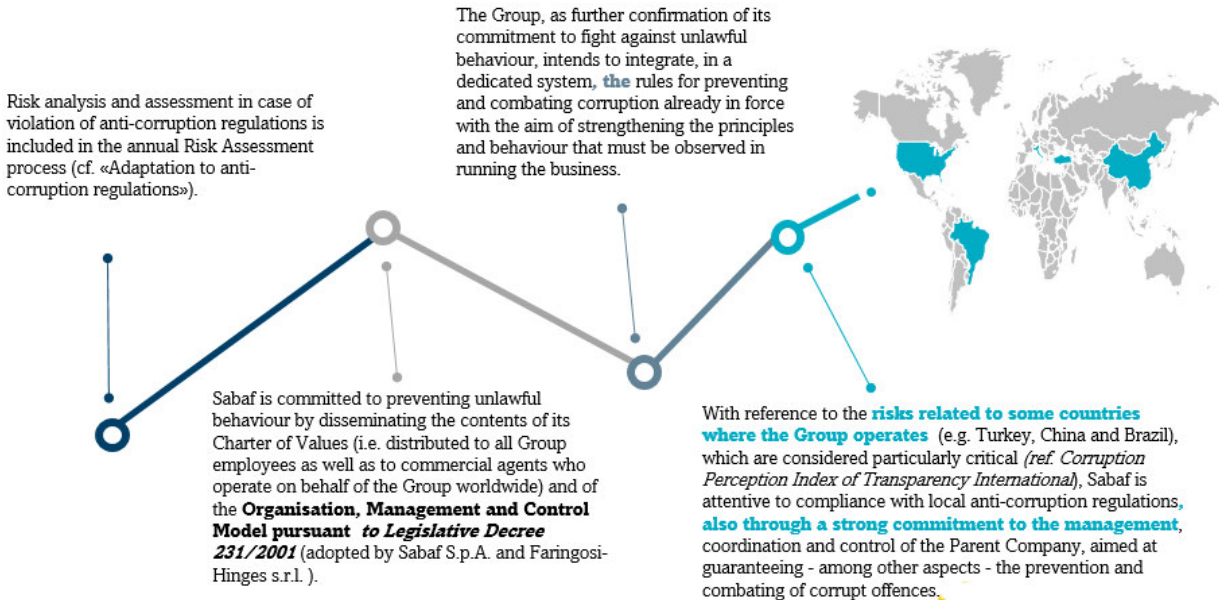 Risk analysis and assessment in case of
violation of anti-corruption regulations is
included in the annual Risk Assessment
process (cf. «Adaptation to anti-
corruption regulations»).
Sabaf is committed to preventing unlawful
behaviour by disseminating the contents of its
Charter of Values (i.e. distributed to all Group
employees as well as to commercial agents who
operate on behalf of the Group worldwide) and of
the Organisation, Management and Control
Model pursuant to Legislative Decree
231/2001 (adopted by Sabaf S.p.A. and Faringosi-
Hinges s.r.l. ).
The Group, as further confirmation of its
commitment to fight against unlawful
behaviour, intends to integrate, in a
dedicated system, the rules for preventing
and combating corruption already in force
with the aim of strengthening the principles
and behaviour that must be observed in
running the business.
With reference to the risks related to some countries
where the Group operates (e.g. Turkey, China and Brazil),
which are considered particularly critical (ref. Corruption
Perception Index of Transparency International), Sabaf is
attentive to compliance with local anti-corruption regulations,
also through a strong commitment to the management,
coordination and control of the Parent Company, aimed at
guaranteeing - among other aspects - the prevention and
combating of corrupt offences.